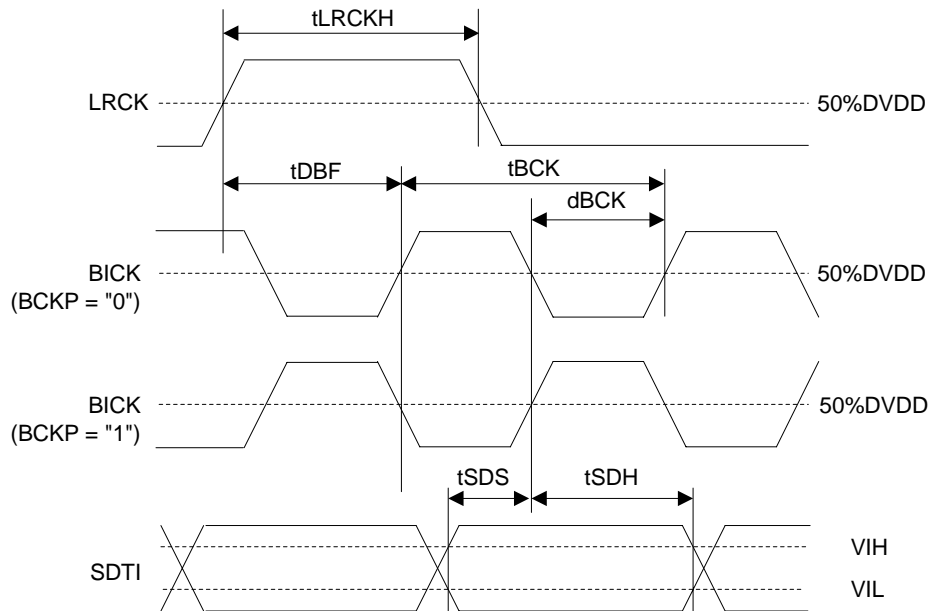 tLRCKH
LRCK
50%DVDD
tDBF
tBCK
dBCK
BICK
(BCKP = "0")
50%DVDD
BICK
(BCKP = "1")
50%DVDD
tSDS
tSDH
SDTI
VIH
VIL